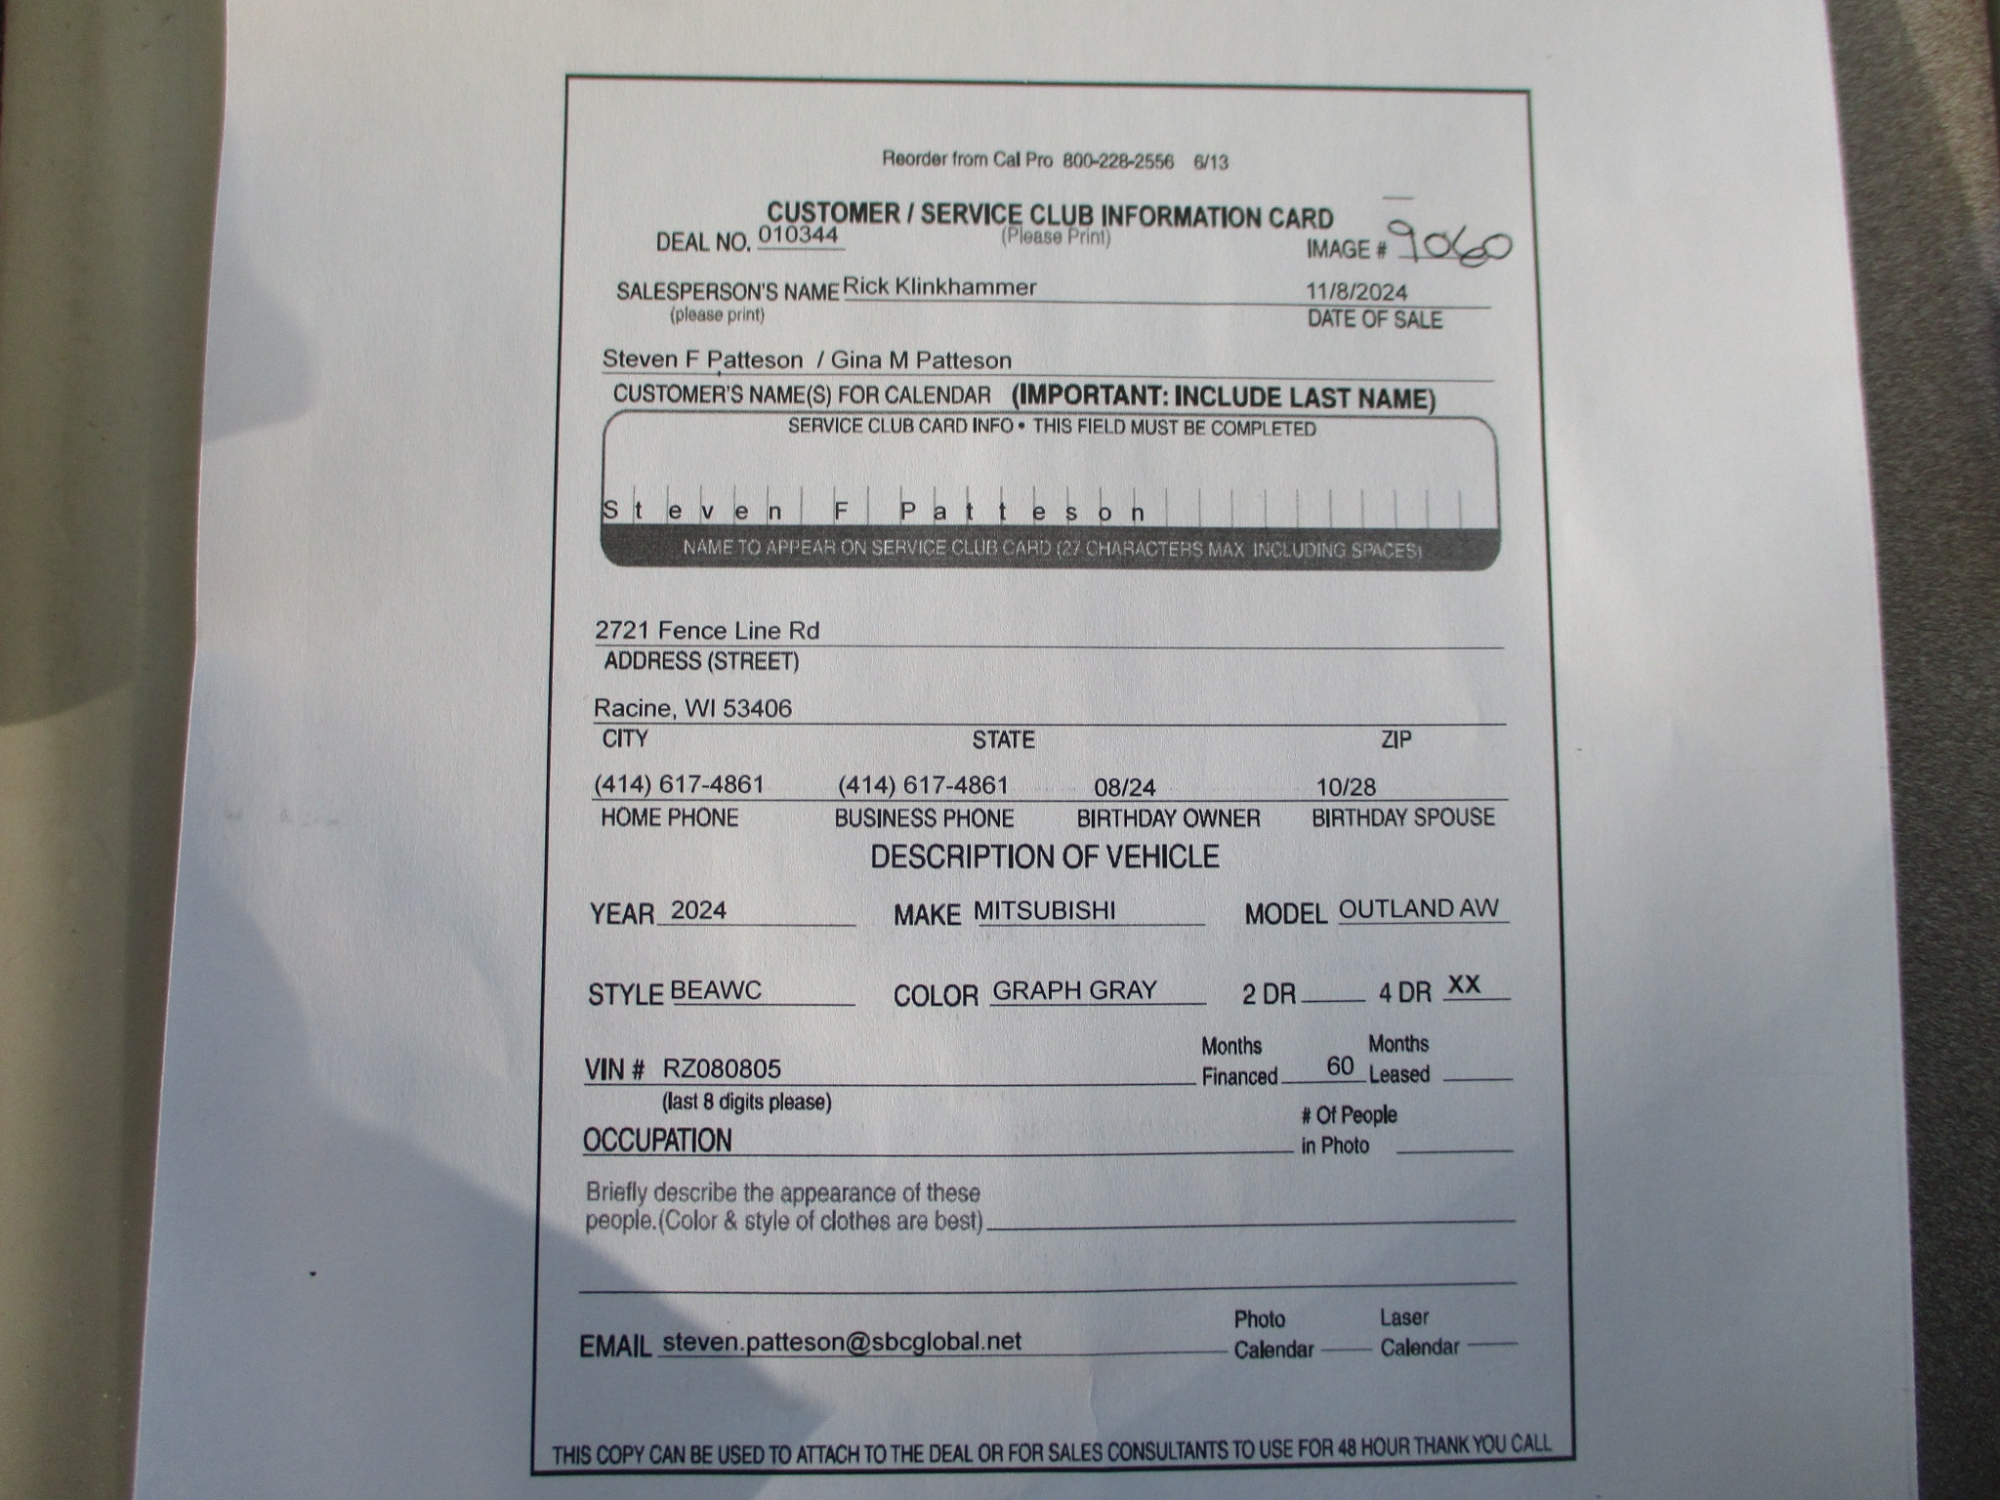 Reorder from Cal Pro 800-228-2556 6/13
CUSTOMER / SERVICE CLUB INFORMATION CARD
DEAL NO. 010344 (Please Print) IMAGE # 9060
SALESPERSON'S NAME Rick Klinkhammer 11/8/2024
(please print) DATE OF SALE
Steven F Patteson / Gina M Patteson
CUSTOMER'S NAME(S) FOR CALENDAR (IMPORTANT: INCLUDE LAST NAME)
SERVICE CLUB CARD INFO • THIS FIELD MUST BE COMPLETED
Steven F Patteson
NAME TO APPEAR ON SERVICE CLUB CARD (27 CHARACTERS MAX INCLUDING SPACES)
2721 Fence Line Rd
ADDRESS (STREET)
Racine, WI 53406
CITY STATE ZIP
(414) 617-4861 (414) 617-4861 08/24 10/28
HOME PHONE BUSINESS PHONE BIRTHDAY OWNER BIRTHDAY SPOUSE
DESCRIPTION OF VEHICLE
YEAR 2024 MAKE MITSUBISHI MODEL OUTLAND AW
STYLE BEAWC COLOR GRAPH GRAY 2 DR 4 DR XX
Months Months
VIN # RZ080805 Financed 60 Leased
(last 8 digits please)
# Of People
OCCUPATION in Photo
Briefly describe the appearance of these
people.(Color & style of clothes are best)
Photo Laser
EMAIL steven.patteson@sbcglobal.net Calendar Calendar
THIS COPY CAN BE USED TO ATTACH TO THE DEAL OR FOR SALES CONSULTANTS TO USE FOR 48 HOUR THANK YOU CALL